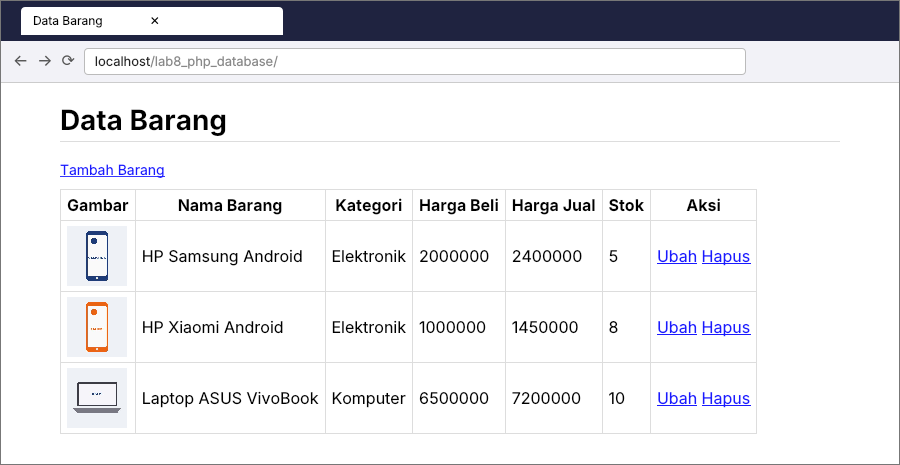 Data Barang ✕
localhost/lab8_php_database/
Data Barang
Tambah Barang
Gambar Nama Barang Kategori Harga Beli Harga Jual Stok Aksi
HP Samsung Android Elektronik 2000000 2400000 5 Ubah Hapus
HP Xiaomi Android Elektronik 1000000 1450000 8 Ubah Hapus
Laptop ASUS VivoBook Komputer 6500000 7200000 10 Ubah Hapus